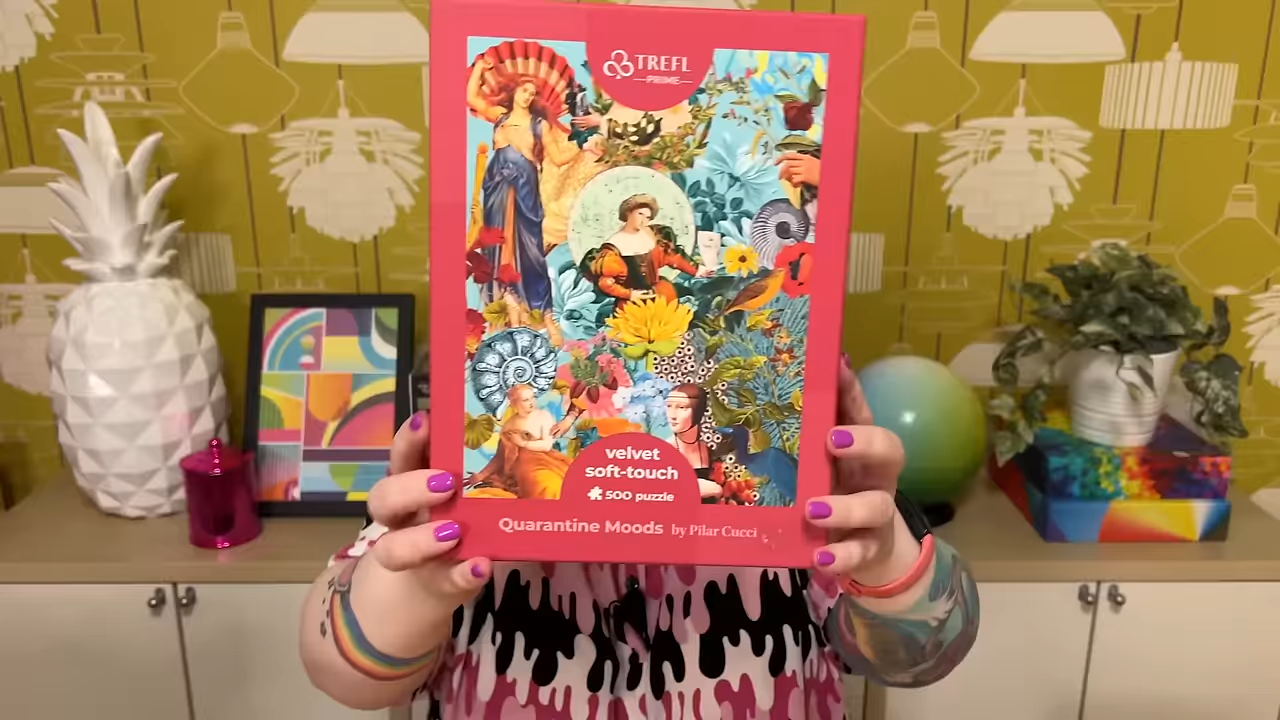 TREFL
PRIME
velvet
soft-touch
500 puzzle
Quarantine Moods by Pilar Cucci